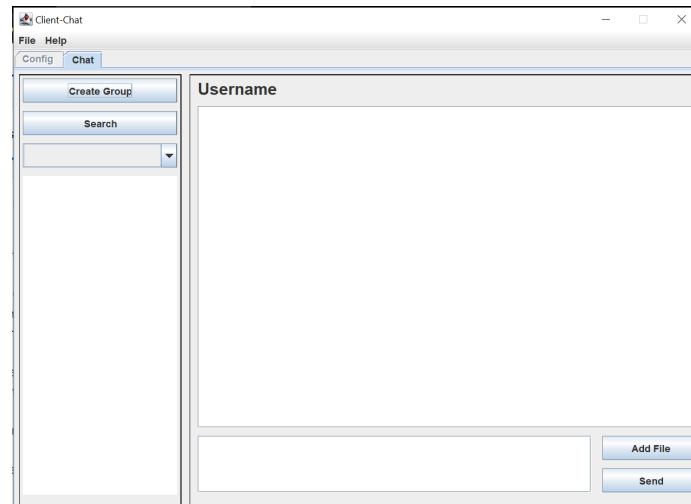 Client-Chat
File Help
Config Chat
Create Group
Search
Username
Add File
Send